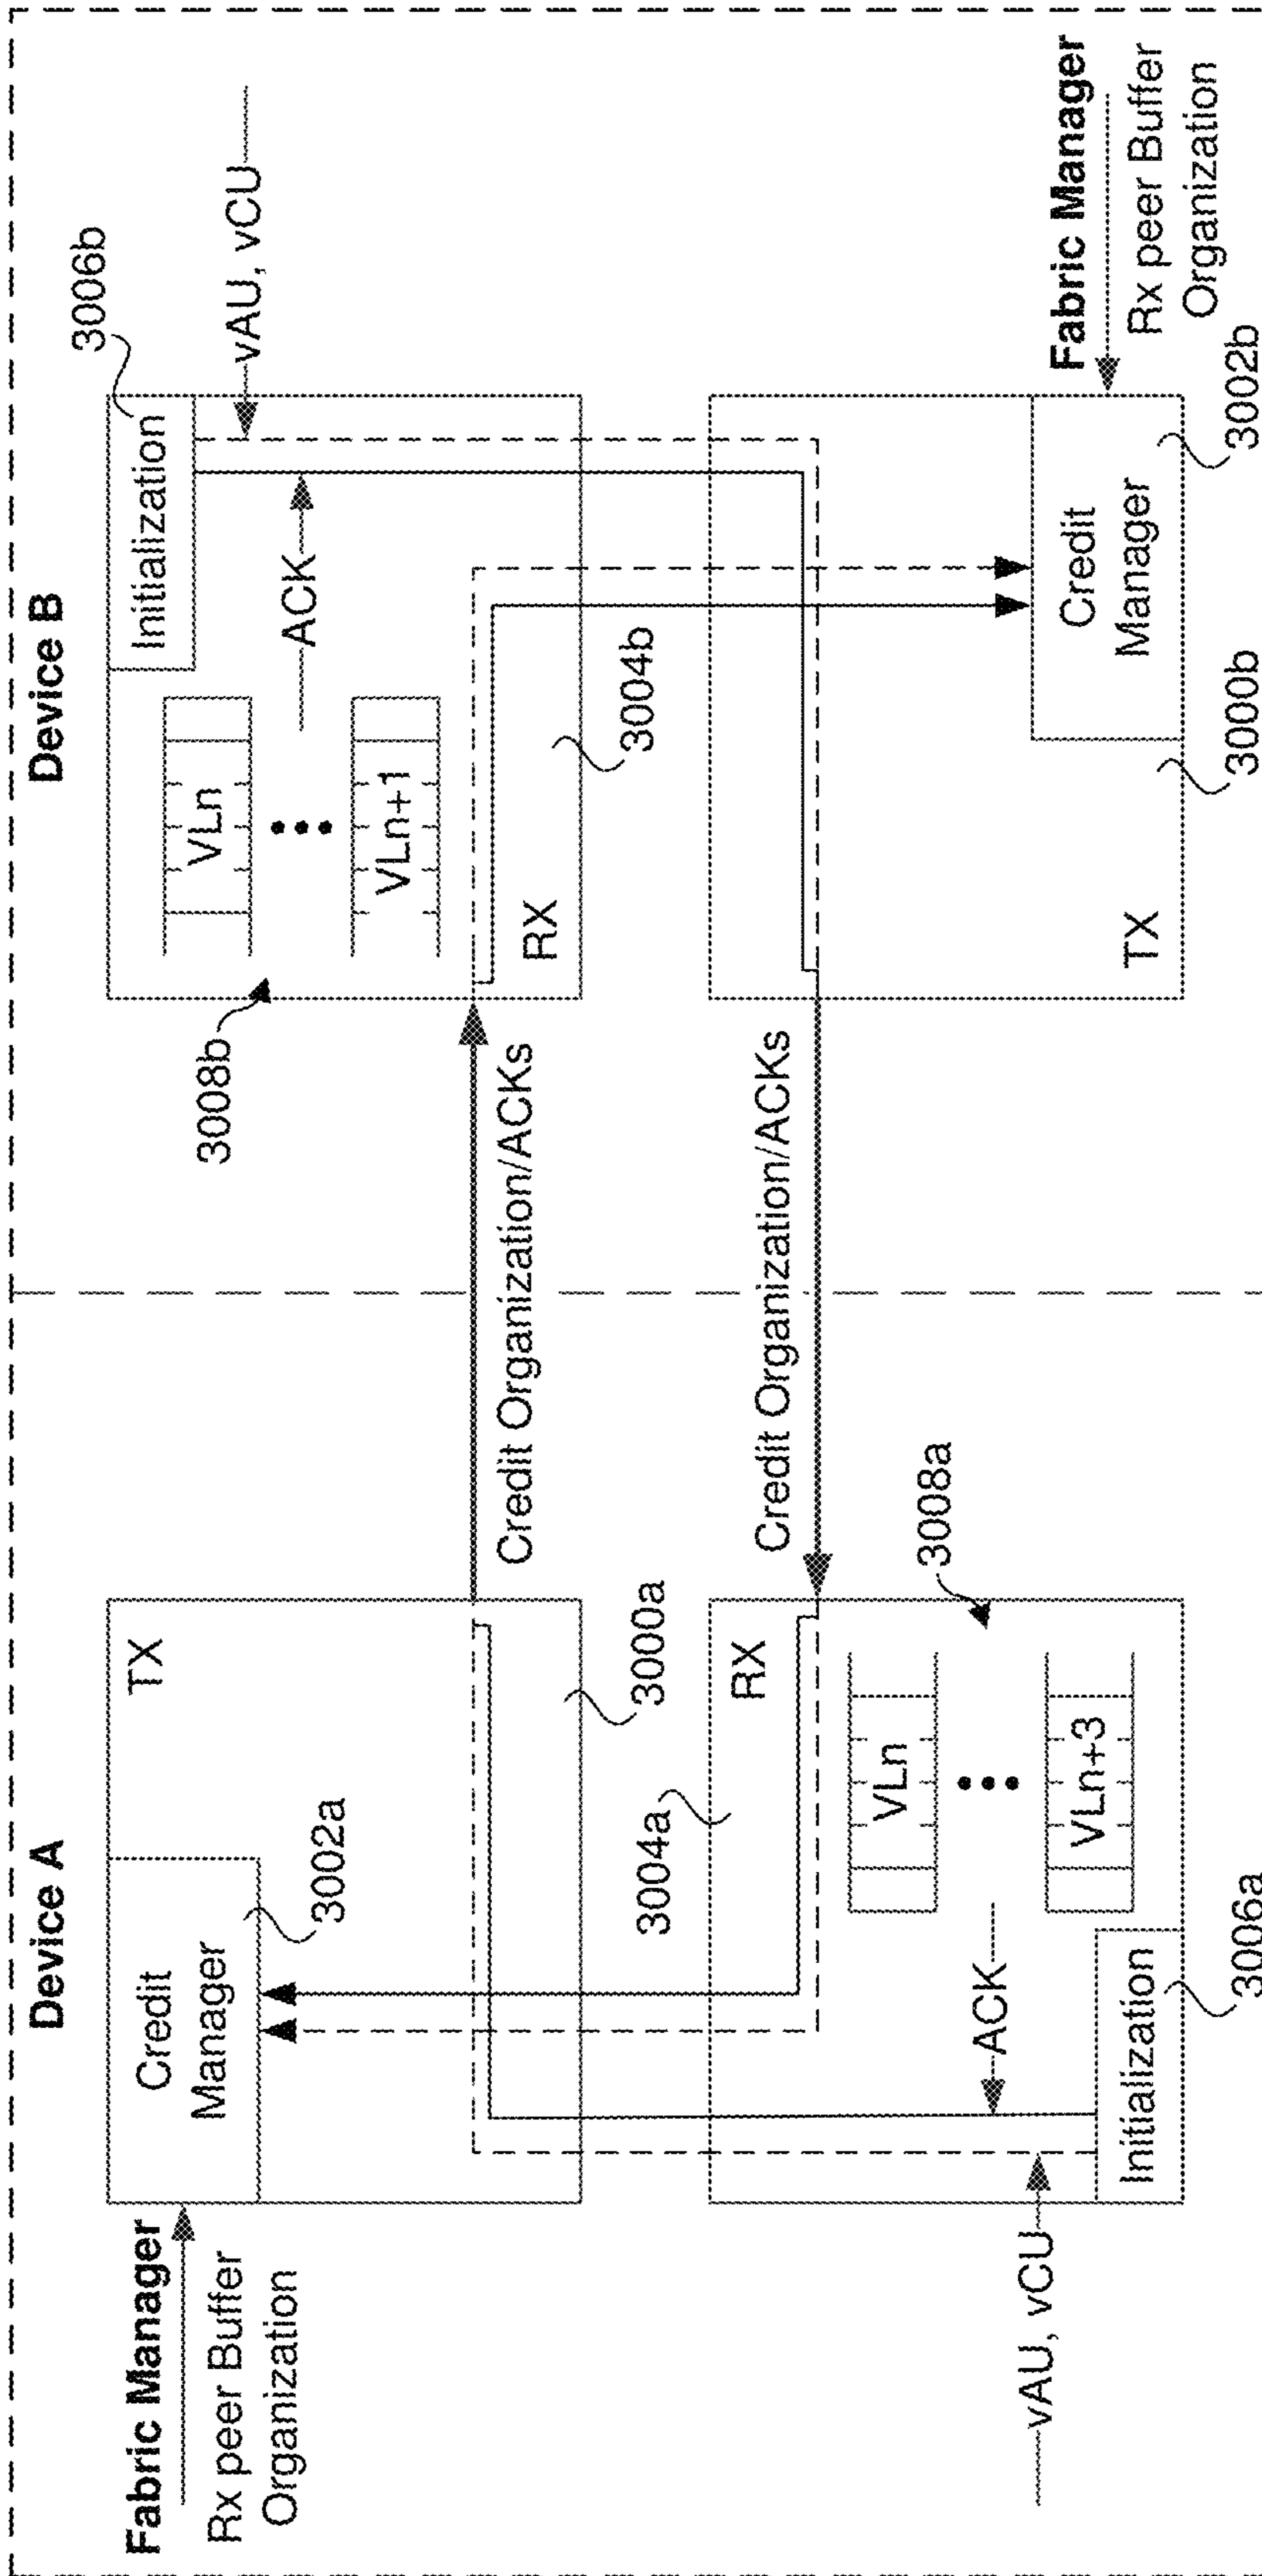 Device A
Fabric Manager
Rx peer Buffer
Organization
Credit
Manager
3002a
TX
3000a
3004a
RX
VLn
VLn+3
3008a
ACK
vAU, vCU
Initialization
3006a
Credit Organization/ACKs
Credit Organization/ACKs
Device B
3008b
VLn
VLn+1
ACK
Initialization
3006b
vAU, vCU
RX
3004b
TX
Credit
Manager
3000b
3002b
Fabric Manager
Rx peer Buffer
Organization